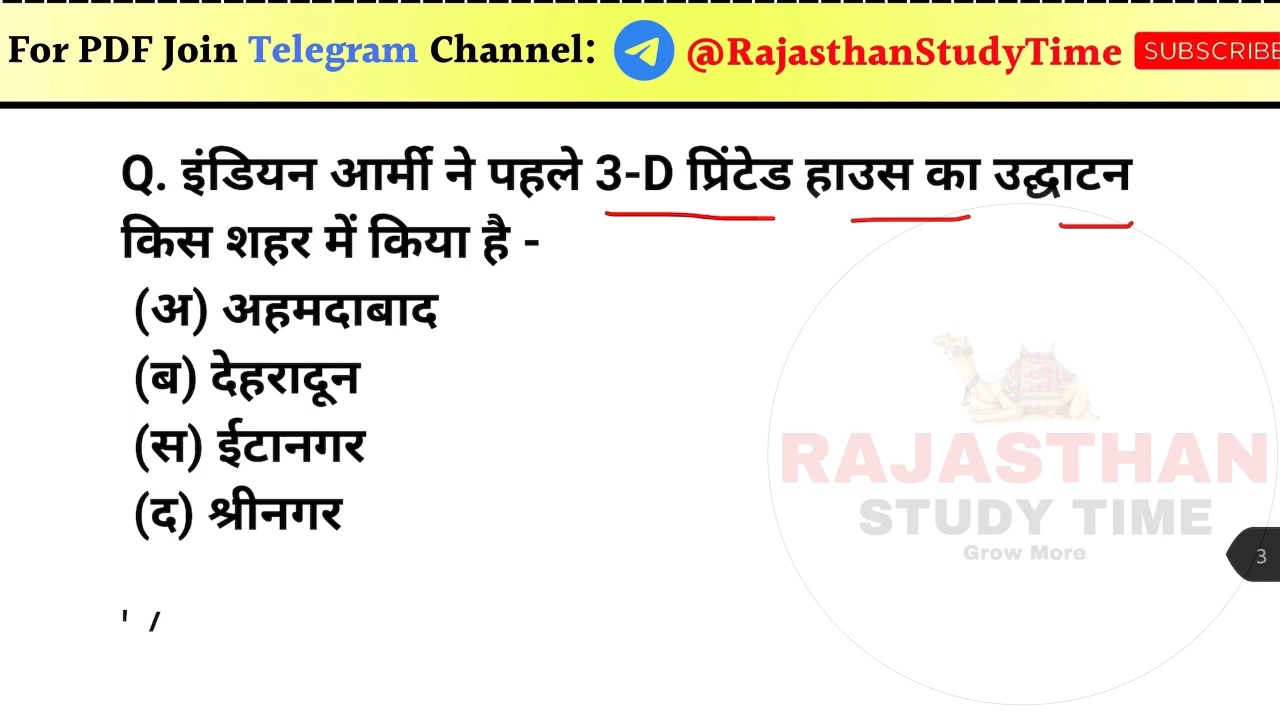 For PDF Join Telegram Channel: @RajasthanStudyTime SUBSCRIBE
Q. इंडियन आर्मी ने पहले 3-D प्रिंटेड हाउस का उद्घाटन
किस शहर में किया है -
(अ) अहमदाबाद
(ब) देहरादून
(स) ईटानगर
(द) श्रीनगर
RAJASTHAN
STUDY TIME
Grow More
3